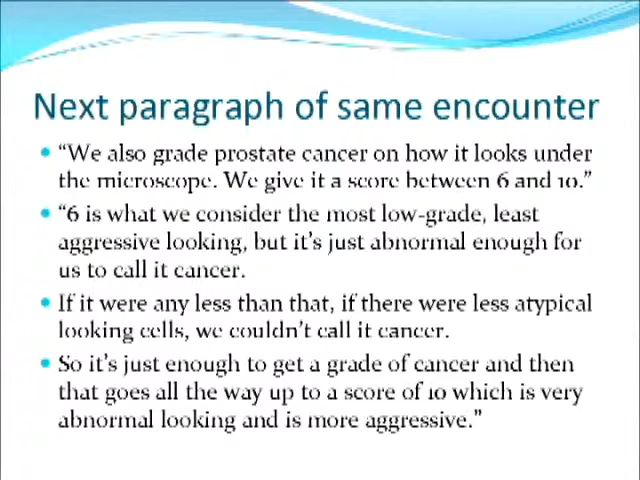 Next paragraph of same encounter
• “We also grade prostate cancer on how it looks under
the microscope. We give it a score between 6 and 10.”
• “6 is what we consider the most low-grade, least
aggressive looking, but it’s just abnormal enough for
us to call it cancer.
• If it were any less than that, if there were less atypical
looking cells, we couldn’t call it cancer.
• So it’s just enough to get a grade of cancer and then
that goes all the way up to a score of 10 which is very
abnormal looking and is more aggressive.”